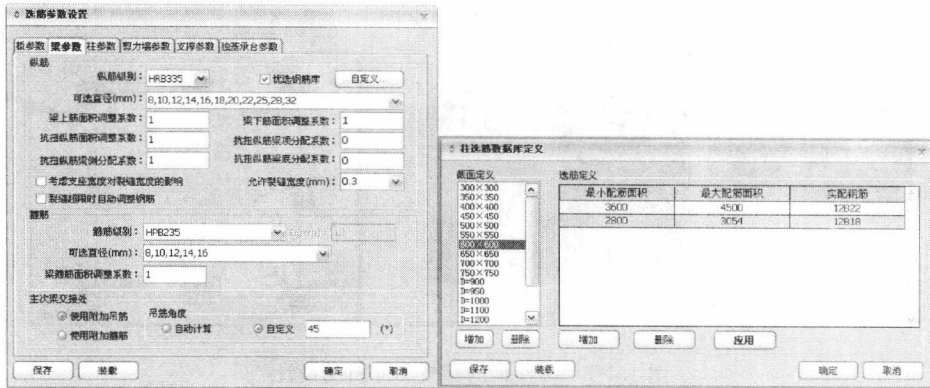 选筋参数设置
板参数 梁参数 柱参数 剪力墙参数 支撑参数 独基承台参数
纵筋
纵筋级别: HRB335 优选钢筋库 自定义
可选直径(mm): 8,10,12,14,16,18,20,22,25,28,32
梁上筋面积调整系数: 1 梁下筋面积调整系数: 1
抗扭纵筋面积调整系数: 1 抗扭纵筋梁顶分配系数: 0
抗扭纵筋梁侧分配系数: 1 抗扭纵筋梁底分配系数: 0
考虑支座宽度对裂缝宽度的影响 允许裂缝宽度(mm): 0.3
裂缝超限时自动调整钢筋
箍筋
箍筋级别: HPB235
可选直径(mm): 8,10,12,14,16
梁箍筋面积调整系数: 1
主次梁交接处
使用附加吊筋 吊筋角度
自动计算 自定义 45 (°)
使用附加箍筋
保存 装载 确定 取消
柱选筋数据库定义
截面定义 选筋定义
300×300
350×350
400×400
450×450
500×500
550×550
600×600
650×650
700×700
750×750
D=900
D=950
D=1000
D=1100
D=1200
最小配筋面积 最大配筋面积 实配钢筋
3600 4500 12B22
2800 3054 12B18
增加 删除 增加 删除 应用
保存 装载 确定 取消